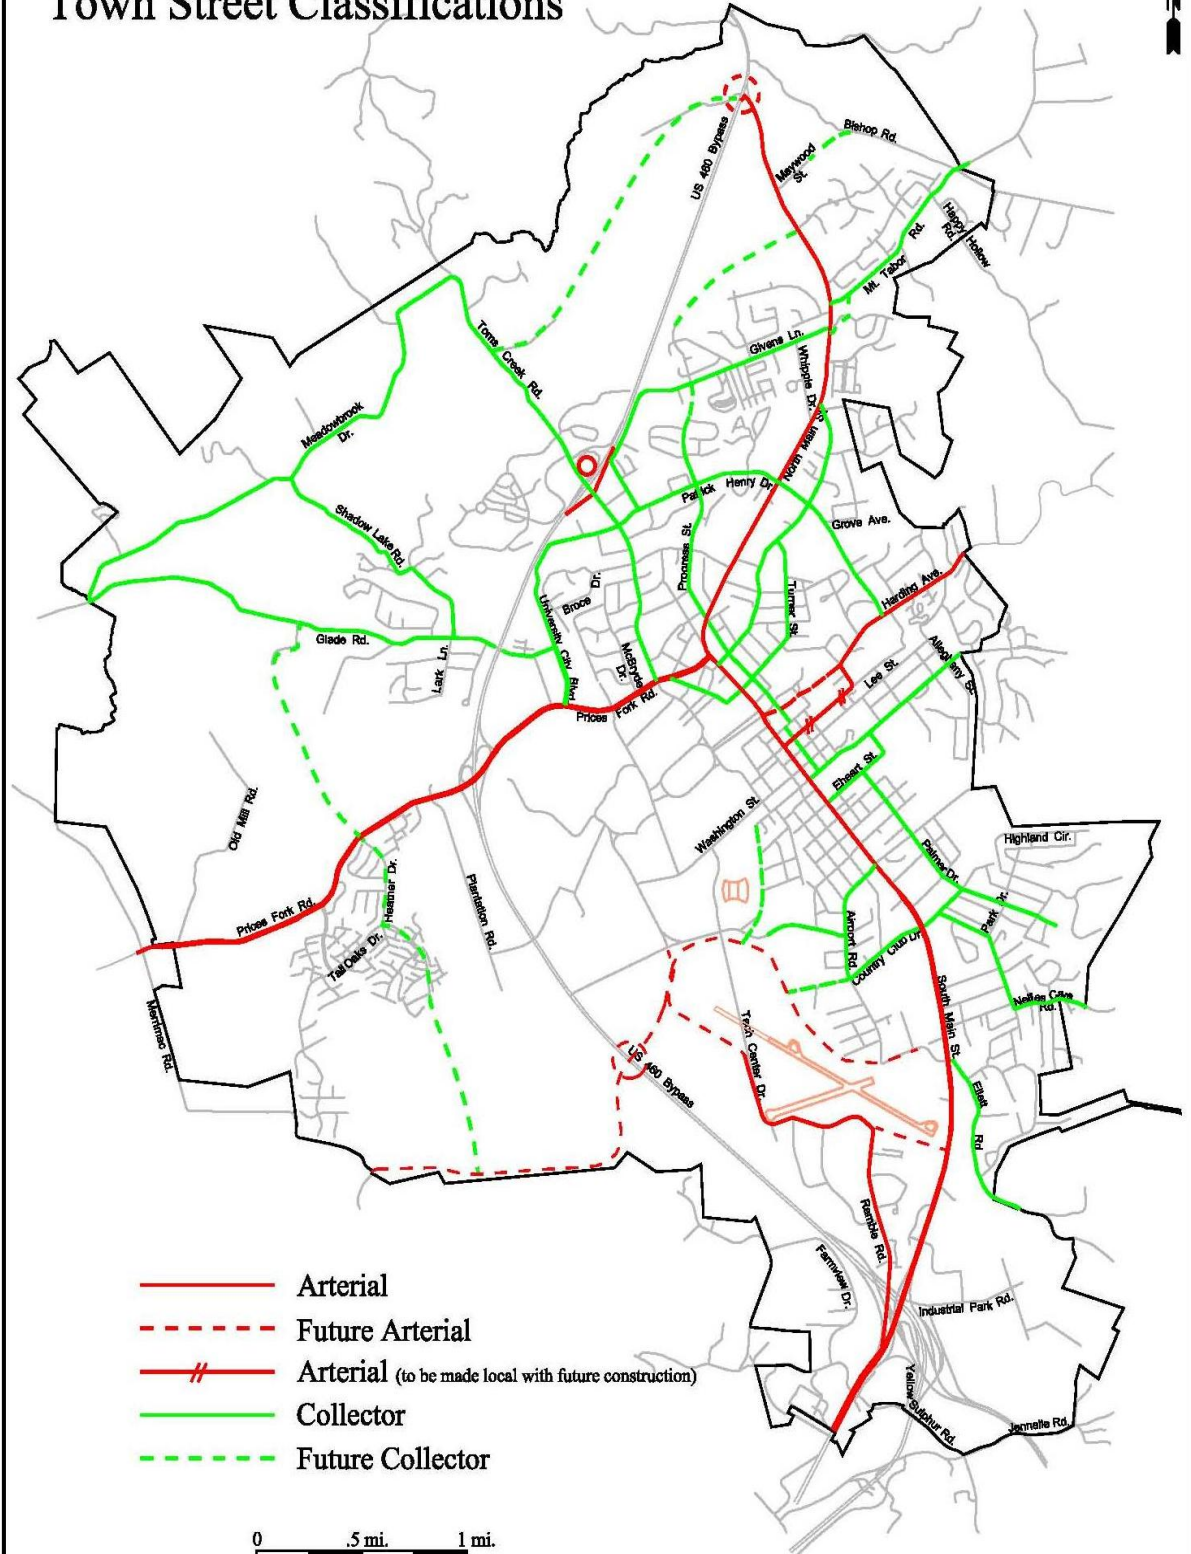 Town Street Classifications
Bishop Rd.
US 460 Bypass
Maywood
St.
Happy Hollow
Rd.
Mt. Tabor
Rd.
Toms Creek Rd.
Givens Ln.
Whipple Dr.
Meadowbrook
Dr.
North Main St.
Patrick Henry Dr.
Shadow Lake Rd.
Grove Ave.
Progress St.
Broce Dr.
Turner St.
Harding Ave.
University City Blvd.
Glade Rd.
McBryde
Dr.
Lark Ln.
Lee St.
Allegheny St.
Prices Fork Rd.
Eheart St.
Old Mill Rd.
Washington St.
Highland Cir.
Palmer Dr.
Heather Dr.
Plantation Rd.
Park Dr.
Prices Fork Rd.
Airport Rd.
Country Club Dr.
Tall Oaks Dr.
Nellies Cave
Rd.
South Main St.
Merrimac Rd.
Tech Center Dr.
US 460 Bypass
Ellett Rd.
Ramble Rd.
Farmview Dr.
Industrial Park Rd.
Yellow Sulphur Rd.
Jennelle Rd.
Arterial
Future Arterial
Arterial (to be made local with future construction)
Collector
Future Collector
0 .5 mi. 1 mi.